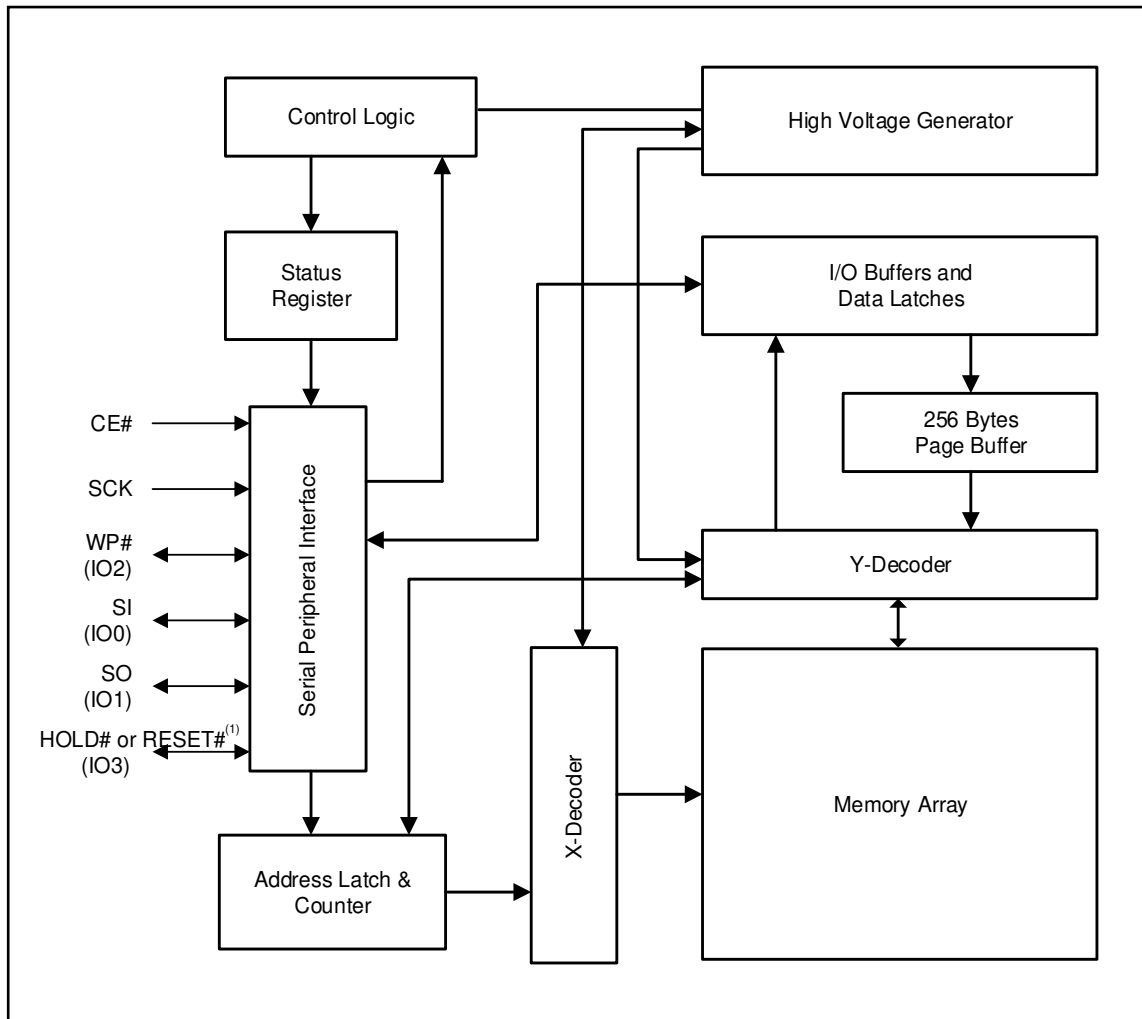 Control Logic
High Voltage Generator
Status
Register
I/O Buffers and
Data Latches
256 Bytes
Page Buffer
CE#
SCK
WP#
(IO2)
SI
(IO0)
SO
(IO1)
HOLD# or RESET#(1)
(IO3)
Serial Peripheral Interface
Y-Decoder
X-Decoder
Memory Array
Address Latch &
Counter